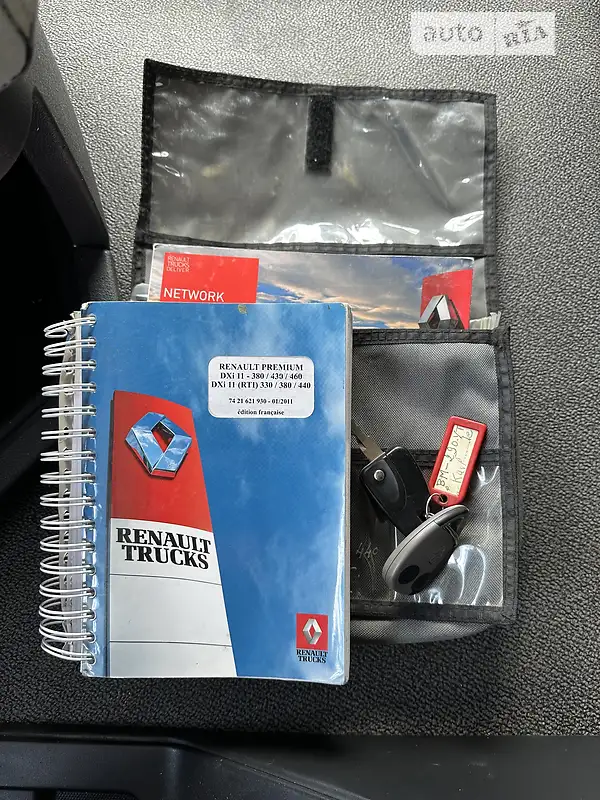 auto RIA
RENAULT
TRUCKS
DELIVER
NETWORK
RENAULT PREMIUM
DXi 11 - 380 / 430 / 460
DXi 11 (RTI) 330 / 380 / 440
74 21 621 930 - 01/2011
édition française
RENAULT
TRUCKS
RENAULT
TRUCKS
440